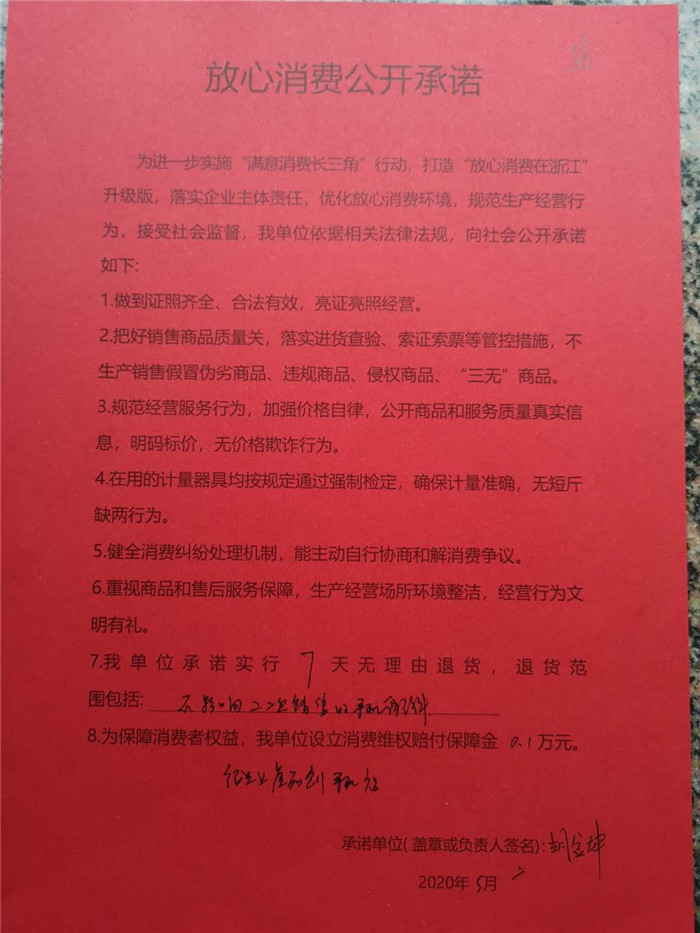 放心消费公开承诺
为进一步实施“满意消费长三角”行动，打造“放心消费在浙江”
升级版，落实企业主体责任，优化放心消费环境，规范生产经营行
为，接受社会监督，我单位依据相关法律法规，向社会公开承诺
如下:
1.做到证照齐全、合法有效，亮证亮照经营。
2.把好销售商品质量关，落实进货查验、索证索票等管控措施，不
生产销售假冒伪劣商品、违规商品、侵权商品、“三无”商品。
3.规范经营服务行为，加强价格自律，公开商品和服务质量真实信
息，明码标价，无价格欺诈行为。
4.在用的计量器具均按规定通过强制检定，确保计量准确，无短斤
缺两行为。
5.健全消费纠纷处理机制，能主动自行协商和解消费争议。
6.重视商品和售后服务保障，生产经营场所环境整洁，经营行为文
明有礼。
7.我单位承诺实行 7 天无理由退货，退货范
围包括: 不影响二次销售的手机配件
8.为保障消费者权益，我单位设立消费维权赔付保障金 0.1万元。
承诺单位(盖章或负责人签名):胡金坤
2020年5月